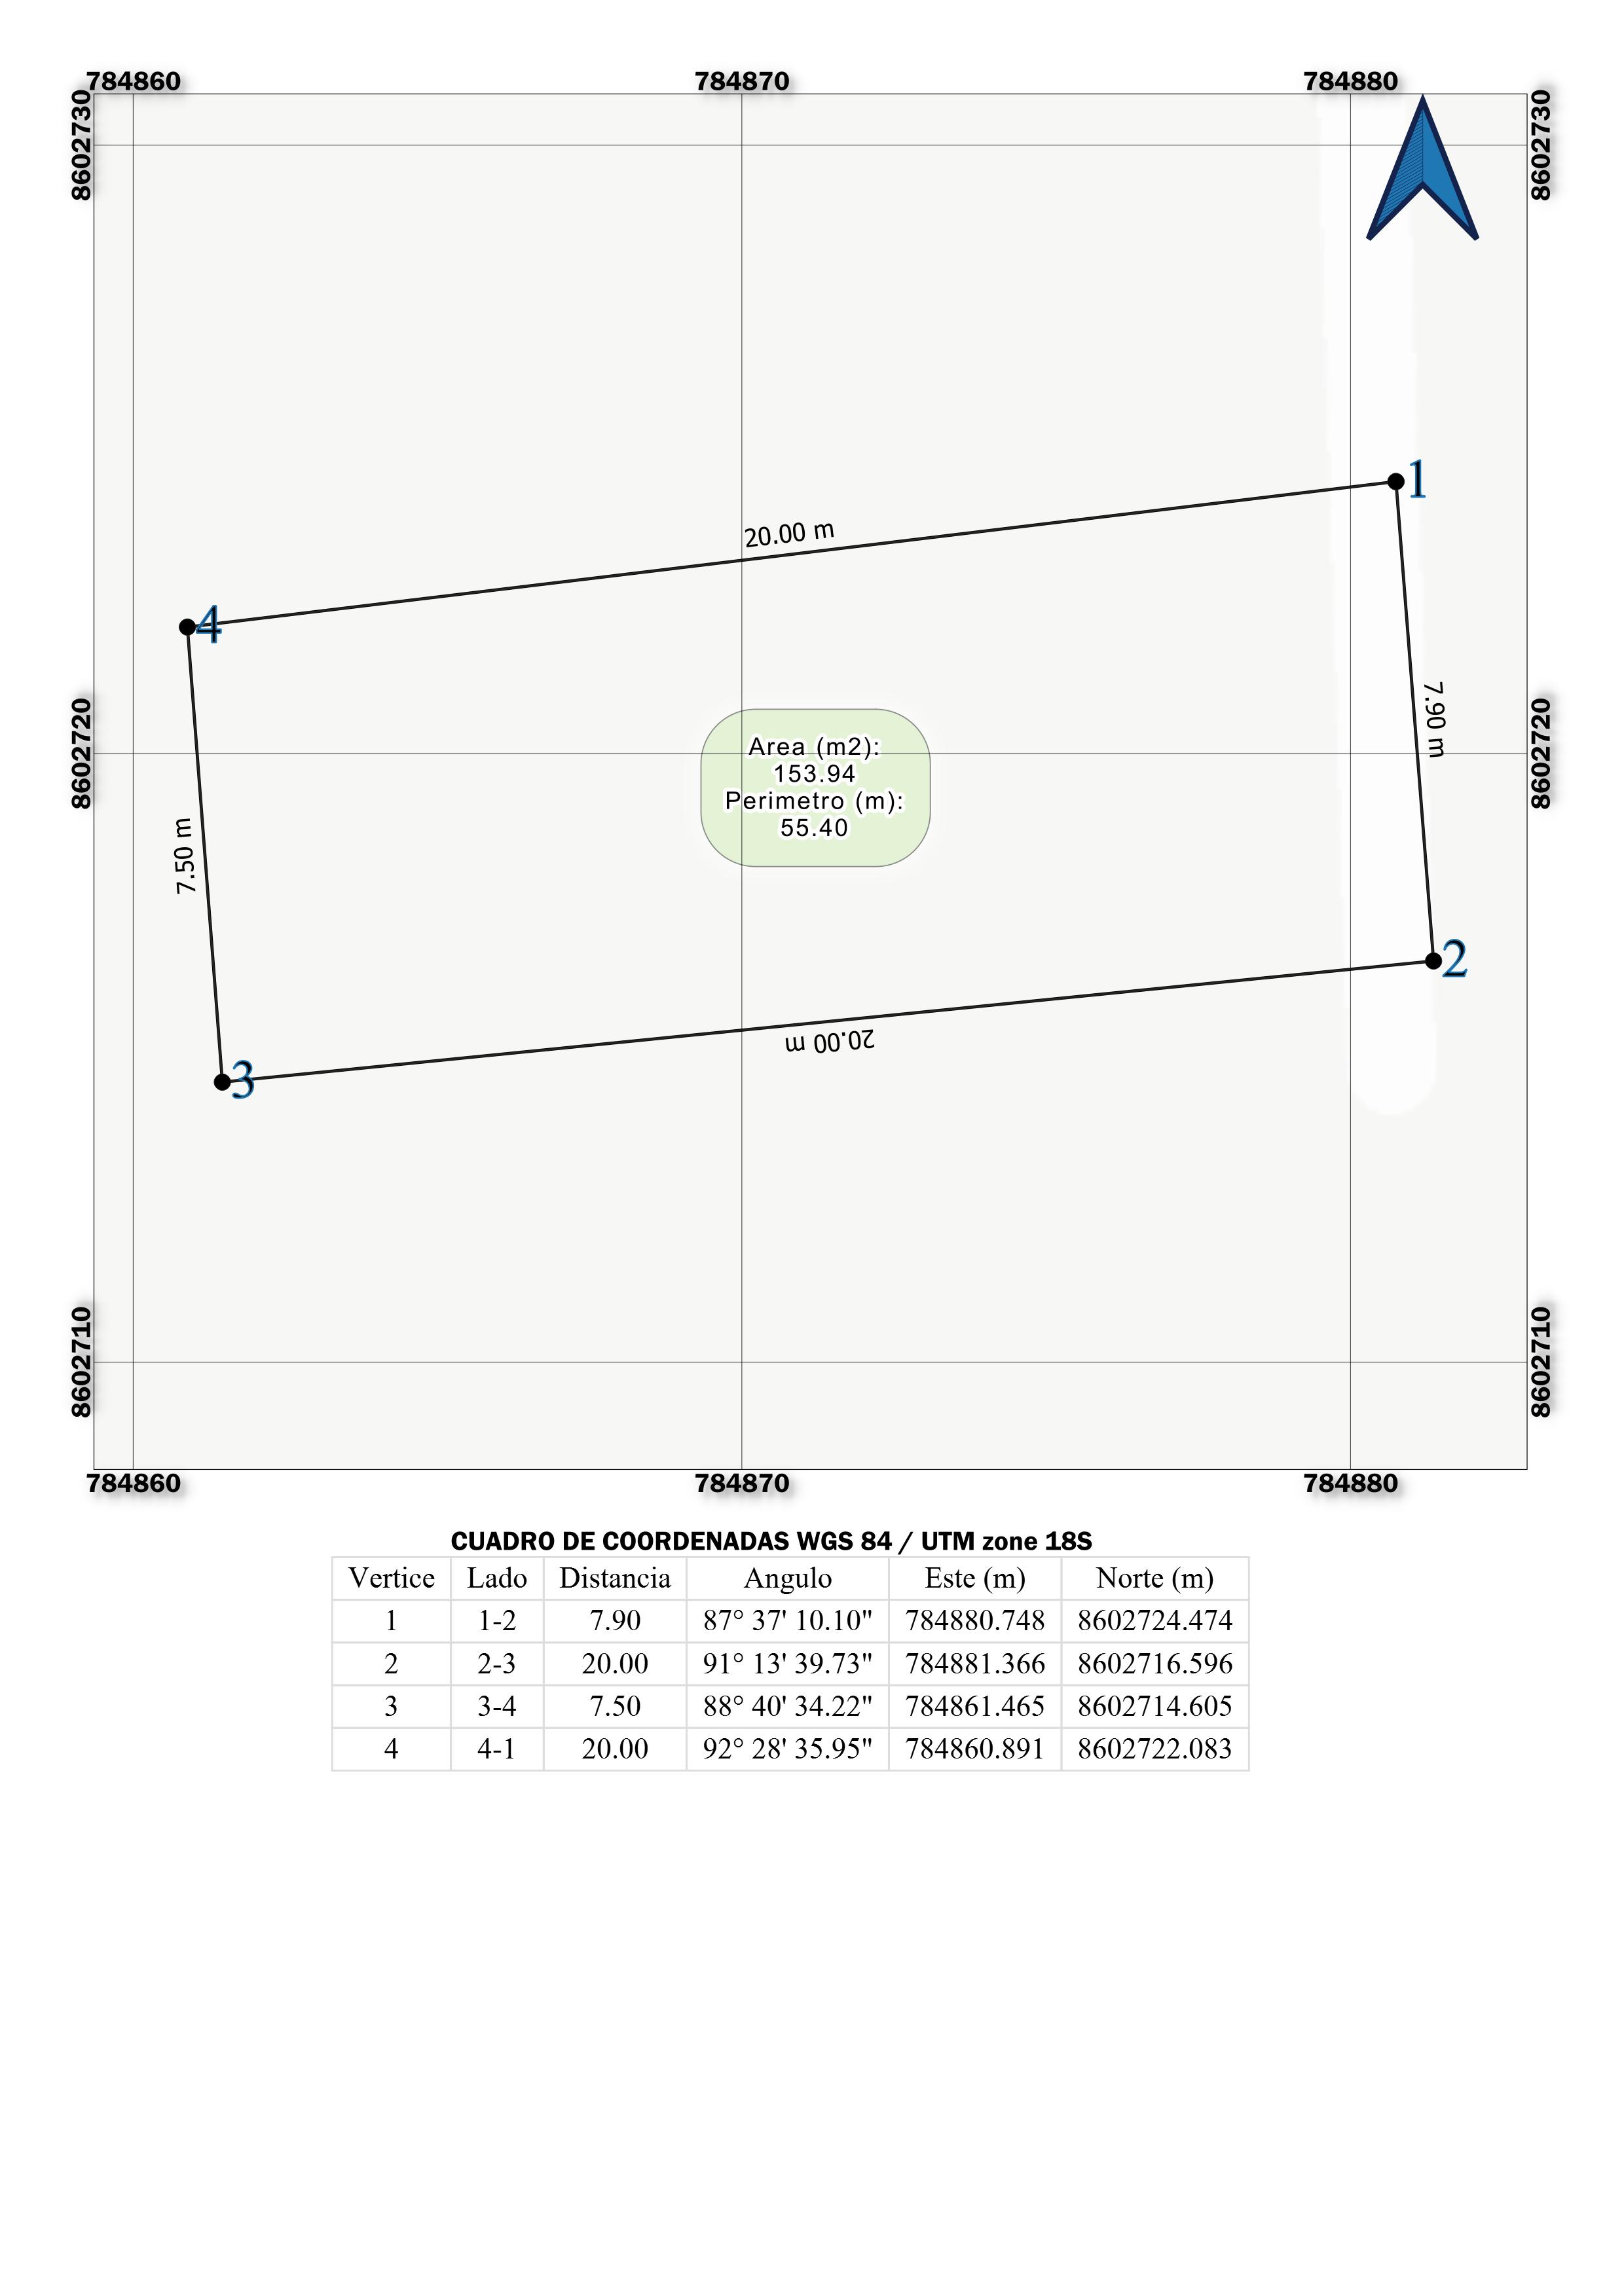 784860 784870 784880
8602730 8602730
1
20.00 m
4
7.90 m
8602720 8602720
Area (m2):
153.94
Perimetro (m):
55.40
7.50 m
2
20.00 m
3
8602710 8602710
784860 784870 784880
CUADRO DE COORDENADAS WGS 84 / UTM zone 18S
Vertice Lado Distancia Angulo Este (m) Norte (m)
1 1-2 7.90 87° 37' 10.10" 784880.748 8602724.474
2 2-3 20.00 91° 13' 39.73" 784881.366 8602716.596
3 3-4 7.50 88° 40' 34.22" 784861.465 8602714.605
4 4-1 20.00 92° 28' 35.95" 784860.891 8602722.083